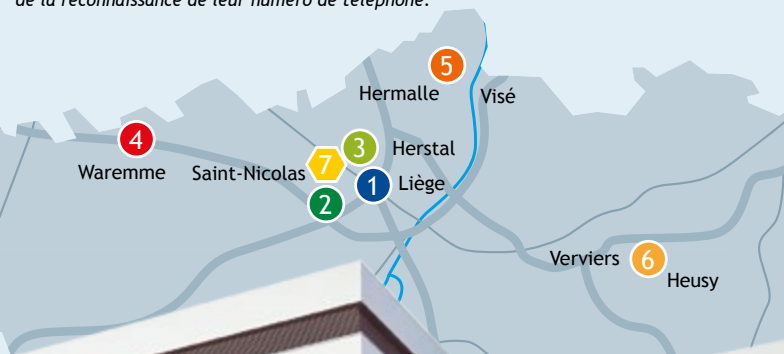 de la reconnaissance de leur numéro de téléphone.
5
Hermalle
Visé
4
3
Herstal
Waremme
Saint-Nicolas
7
1
Liège
2
Verviers
6
Heusy